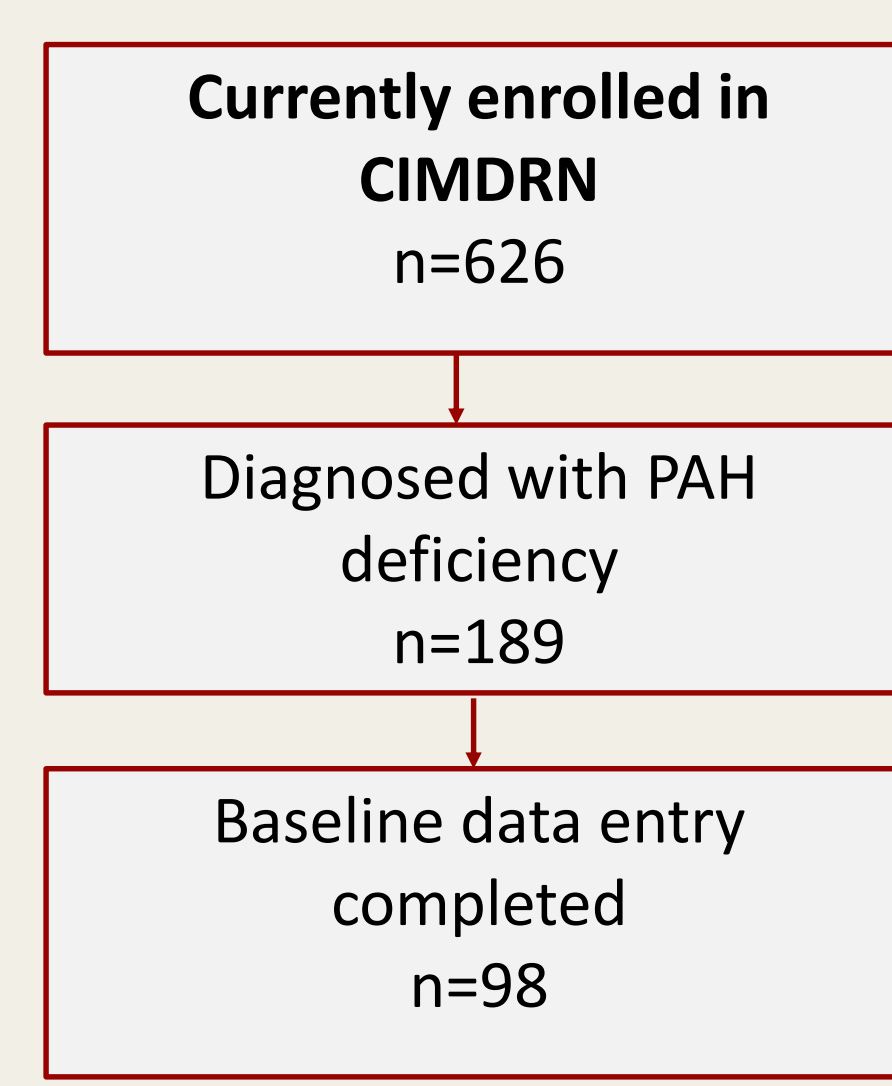 Currently enrolled in
CIMDRN
n=626
Diagnosed with PAH
deficiency
n=189
Baseline data entry
completed
n=98